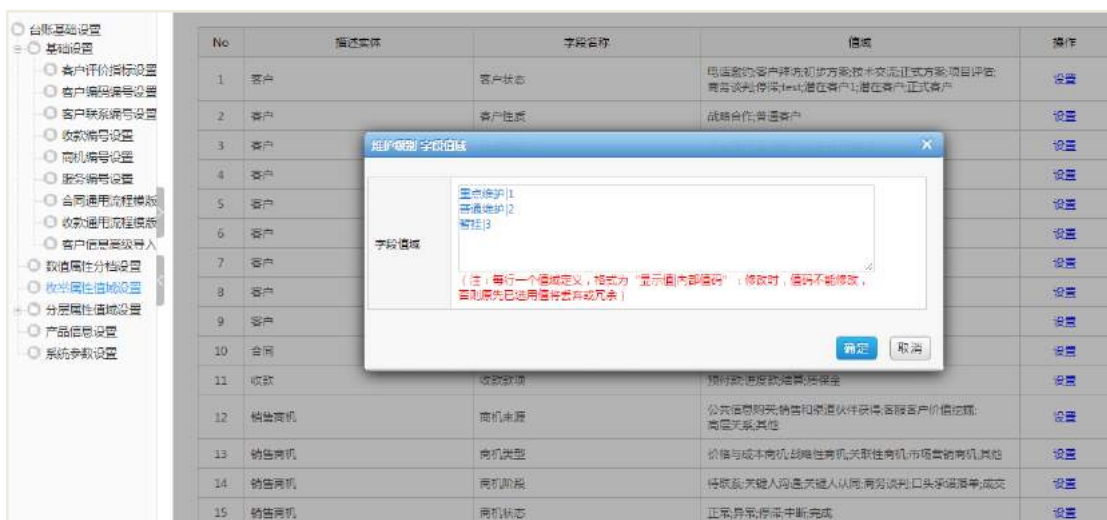 台账基础设置
基础设置
客户评价指标设置
客户编码编号设置
客户联系编号设置
收款编号设置
商机编号设置
服务编号设置
合同通用流程模版
收款通用流程模版
客户信息高级导入
数值属性分档设置
枚举属性值域设置
分层属性值域设置
产品信息设置
系统参数设置
No 描述实体 字段名称 值域 操作
1 客户 客户状态 电话邀约;客户拜访;初步方案;技术交流;正式方案;项目评估; 设置
商务谈判;停滞;test;潜在客户1;潜在客户;正式客户
2 客户 客户性质 战略合作;普通客户 设置
3 客户 设置
4 客户 设置
5 客户 设置
6 客户 设置
7 客户 设置
8 客户 设置
9 客户 设置
10 合同 设置
11 收款 收款款项 预付款;进度款;结算;质保金 设置
12 销售商机 商机来源 公共信息购买;销售和渠道伙伴获得;客服客户价值挖掘; 设置
高层关系;其他
13 销售商机 商机类型 价格与成本商机;战略性商机;关联性商机;市场营销商机;其他 设置
14 销售商机 商机阶段 待联系;关键人沟通;关键人认同;商务谈判;口头承诺落单;成交 设置
15 销售商机 商机状态 正常;异常;停滞;中断;完成 设置
维护级别 字段值域
字段值域
重点维护|1
普通维护|2
暂挂|3
(注:每行一个值域定义,格式为“显示值|内部值码”;修改时,值码不能修改,
否则原先已选用值将丢弃或冗余)
确定 取消